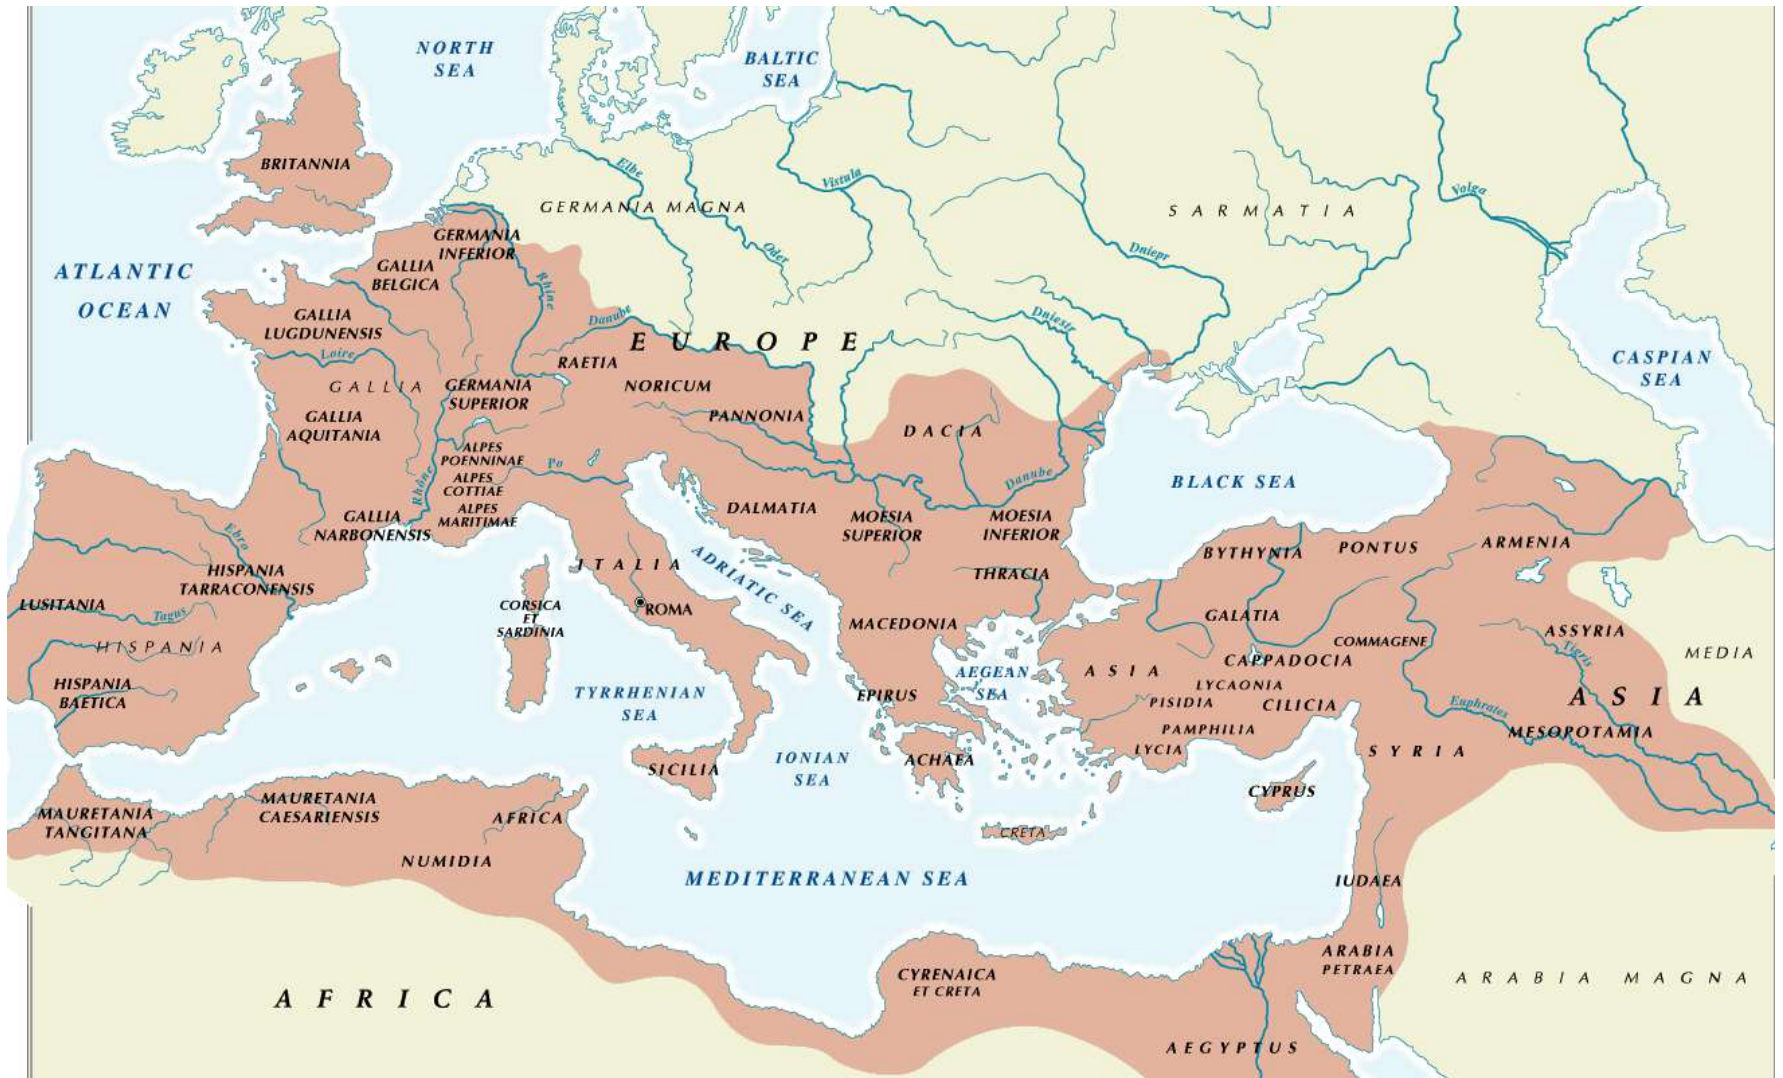 NORTH
SEA
BALTIC
SEA
BRITANNIA
Elbe
Vistula
Volga
GERMANIA MAGNA
SARMATIA
GERMANIA
INFERIOR
Oder
Dniepr
ATLANTIC
OCEAN
GALLIA
BELGICA
Rhine
GALLIA
LUGDUNENSIS
Danube
Dniestr
EUROPE
Loire
RAETIA
CASPIAN
SEA
GALLIA
GERMANIA
SUPERIOR
NORICUM
GALLIA
AQUITANIA
PANNONIA
DACIA
ALPES
POENNINAE
ALPES
COTTIAE
ALPES
MARITIMAE
Po
Rhône
Danube
BLACK SEA
DALMATIA
GALLIA
NARBONENSIS
MOESIA
SUPERIOR
MOESIA
INFERIOR
Ebro
ITALIA
ADRIATIC SEA
BYTHYNIA
PONTUS
ARMENIA
HISPANIA
TARRACONENSIS
THRACIA
LUSITANIA
Tagus
CORSICA
ET
SARDINIA
ROMA
MACEDONIA
GALATIA
COMMAGENE
ASSYRIA
Tigris
HISPANIA
MEDIA
HISPANIA
BAETICA
TYRRHENIAN
SEA
EPIRUS
AEGEAN
SEA
ASIA
CAPPADOCIA
LYCAONIA
PISIDIA
CILICIA
Euphrates
ASIA
PAMPHILIA
MESOPOTAMIA
LYCIA
SYRIA
IONIAN
SEA
ACHAEA
SICILIA
CYPRUS
MAURETANIA
TANGITANA
MAURETANIA
CAESARIENSIS
AFRICA
CRETA
NUMIDIA
MEDITERRANEAN SEA
IUDAEA
CYRENAICA
ET CRETA
ARABIA
PETRAEA
ARABIA MAGNA
AFRICA
AEGYPTUS